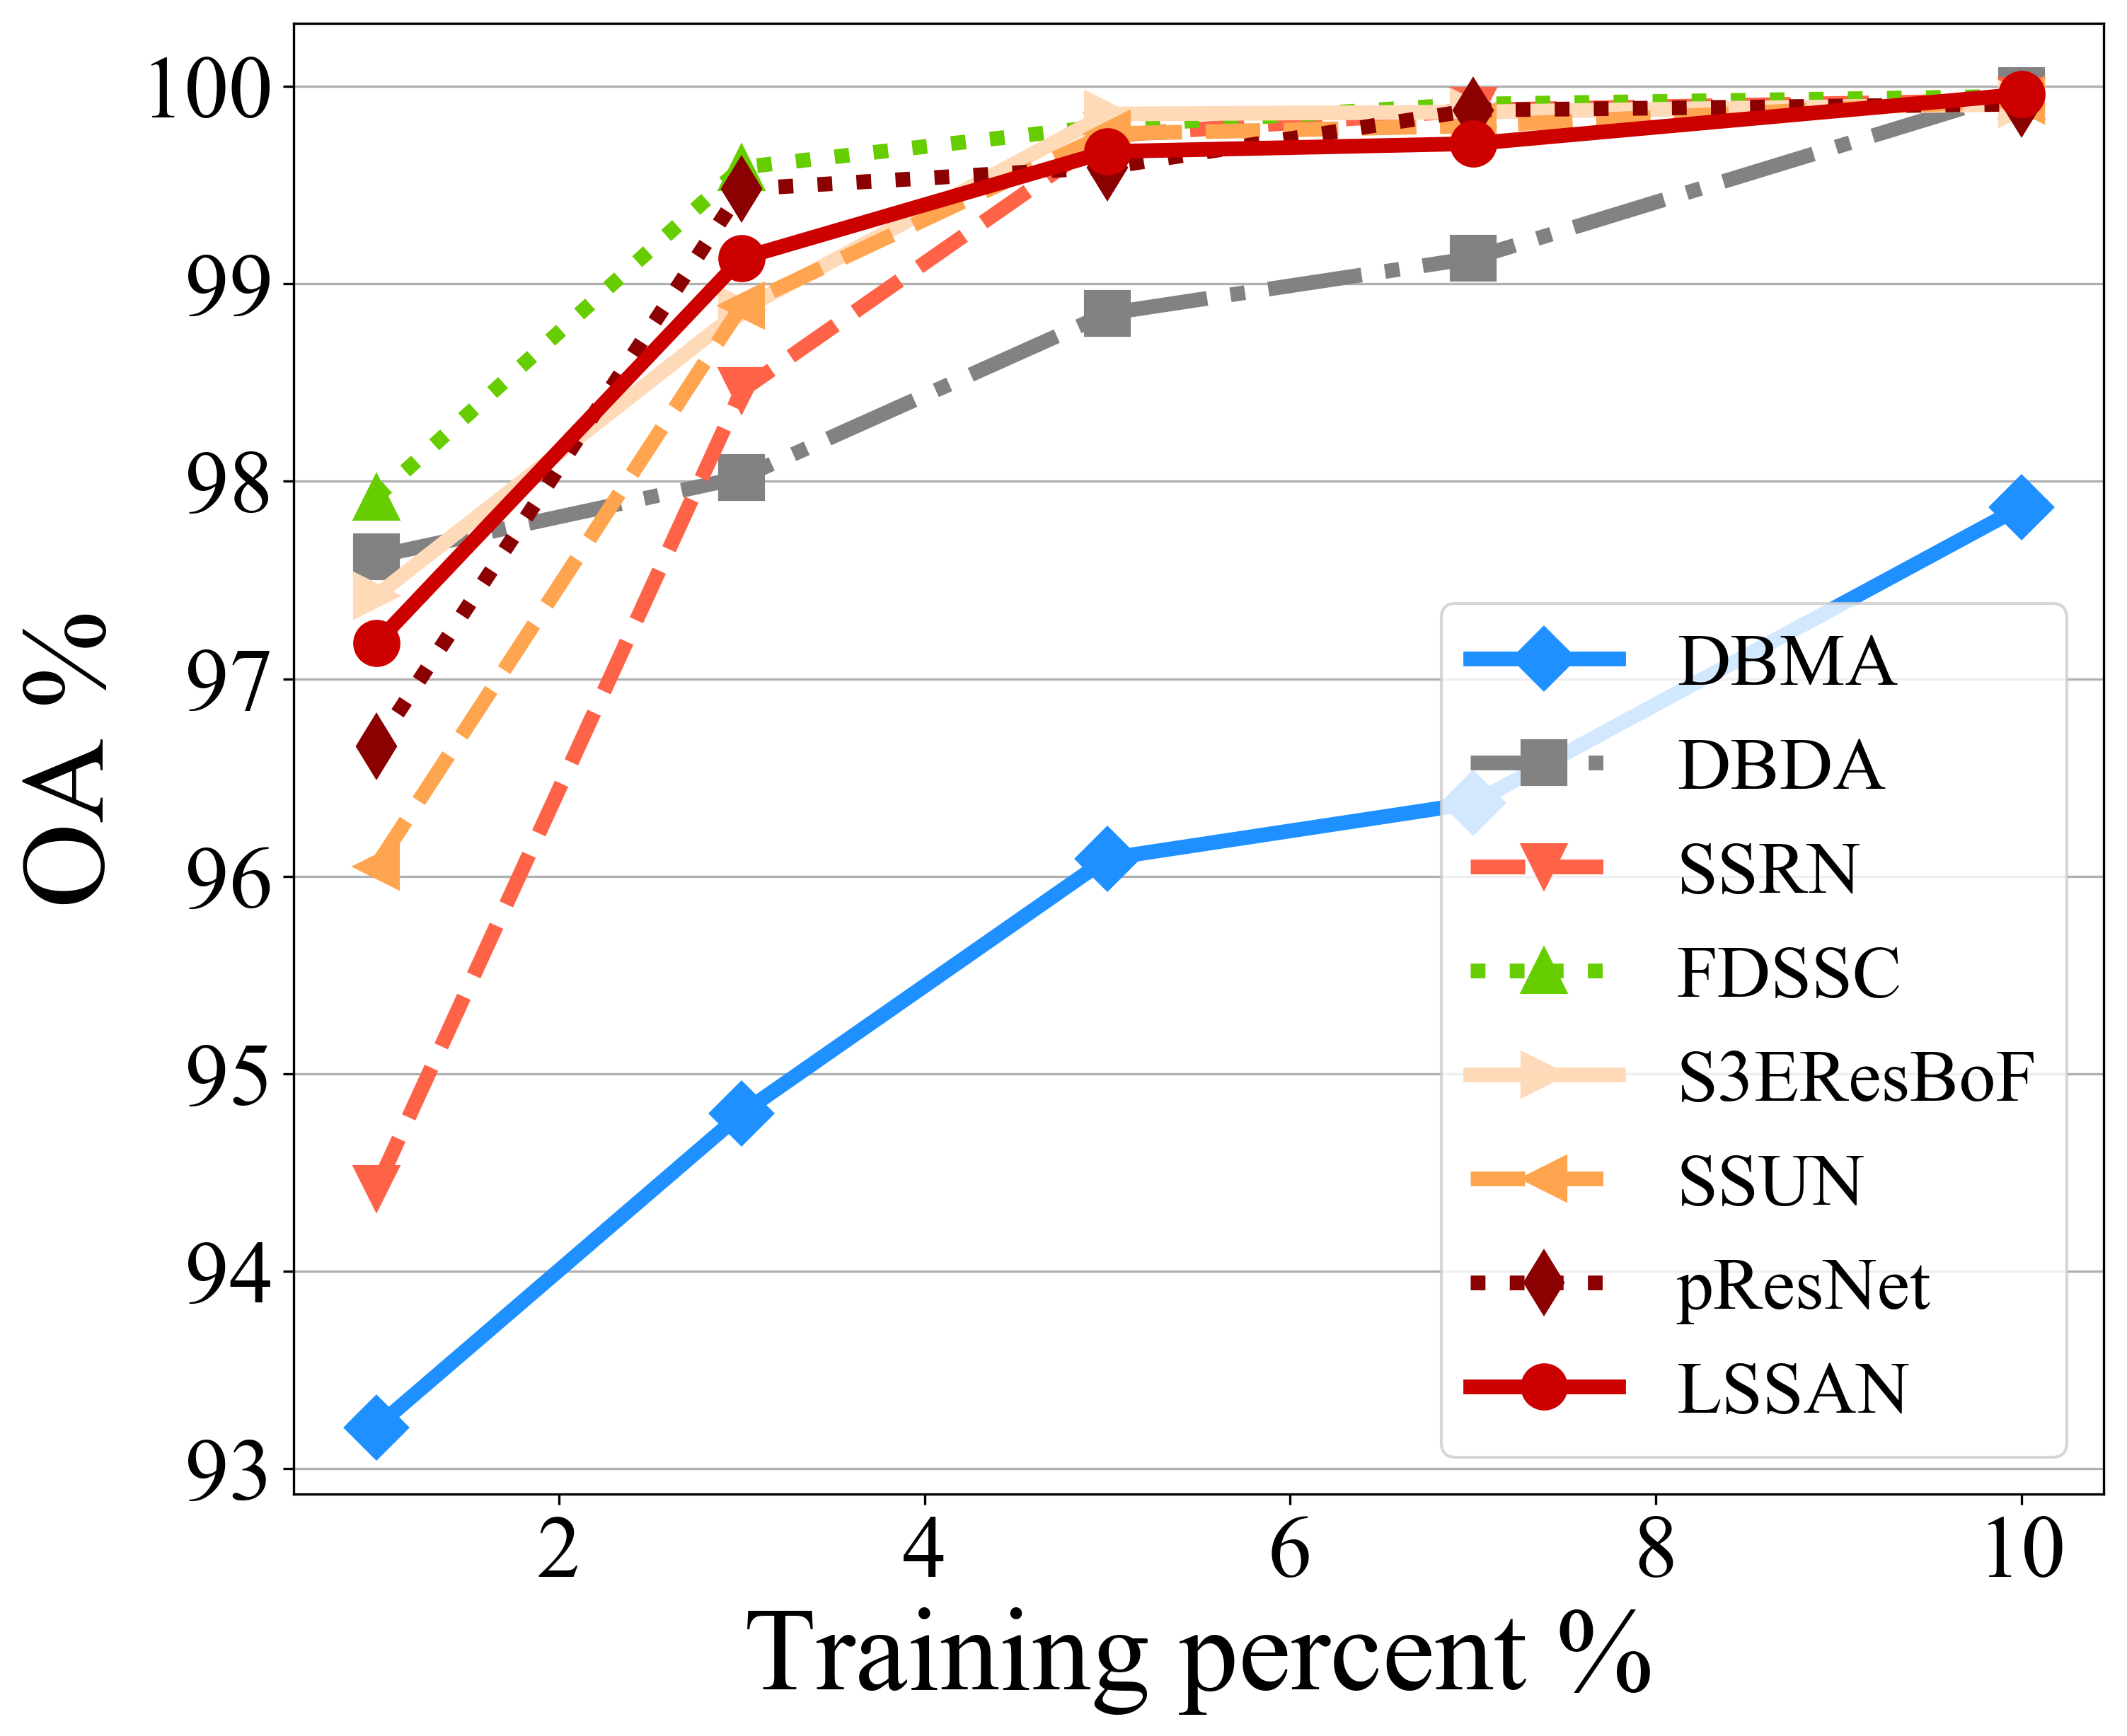 100
99
98
97
96
95
94
93
OA %
2 4 6 8 10
Training percent %
DBMA
DBDA
SSRN
FDSSC
S3EResBoF
SSUN
pResNet
LSSAN